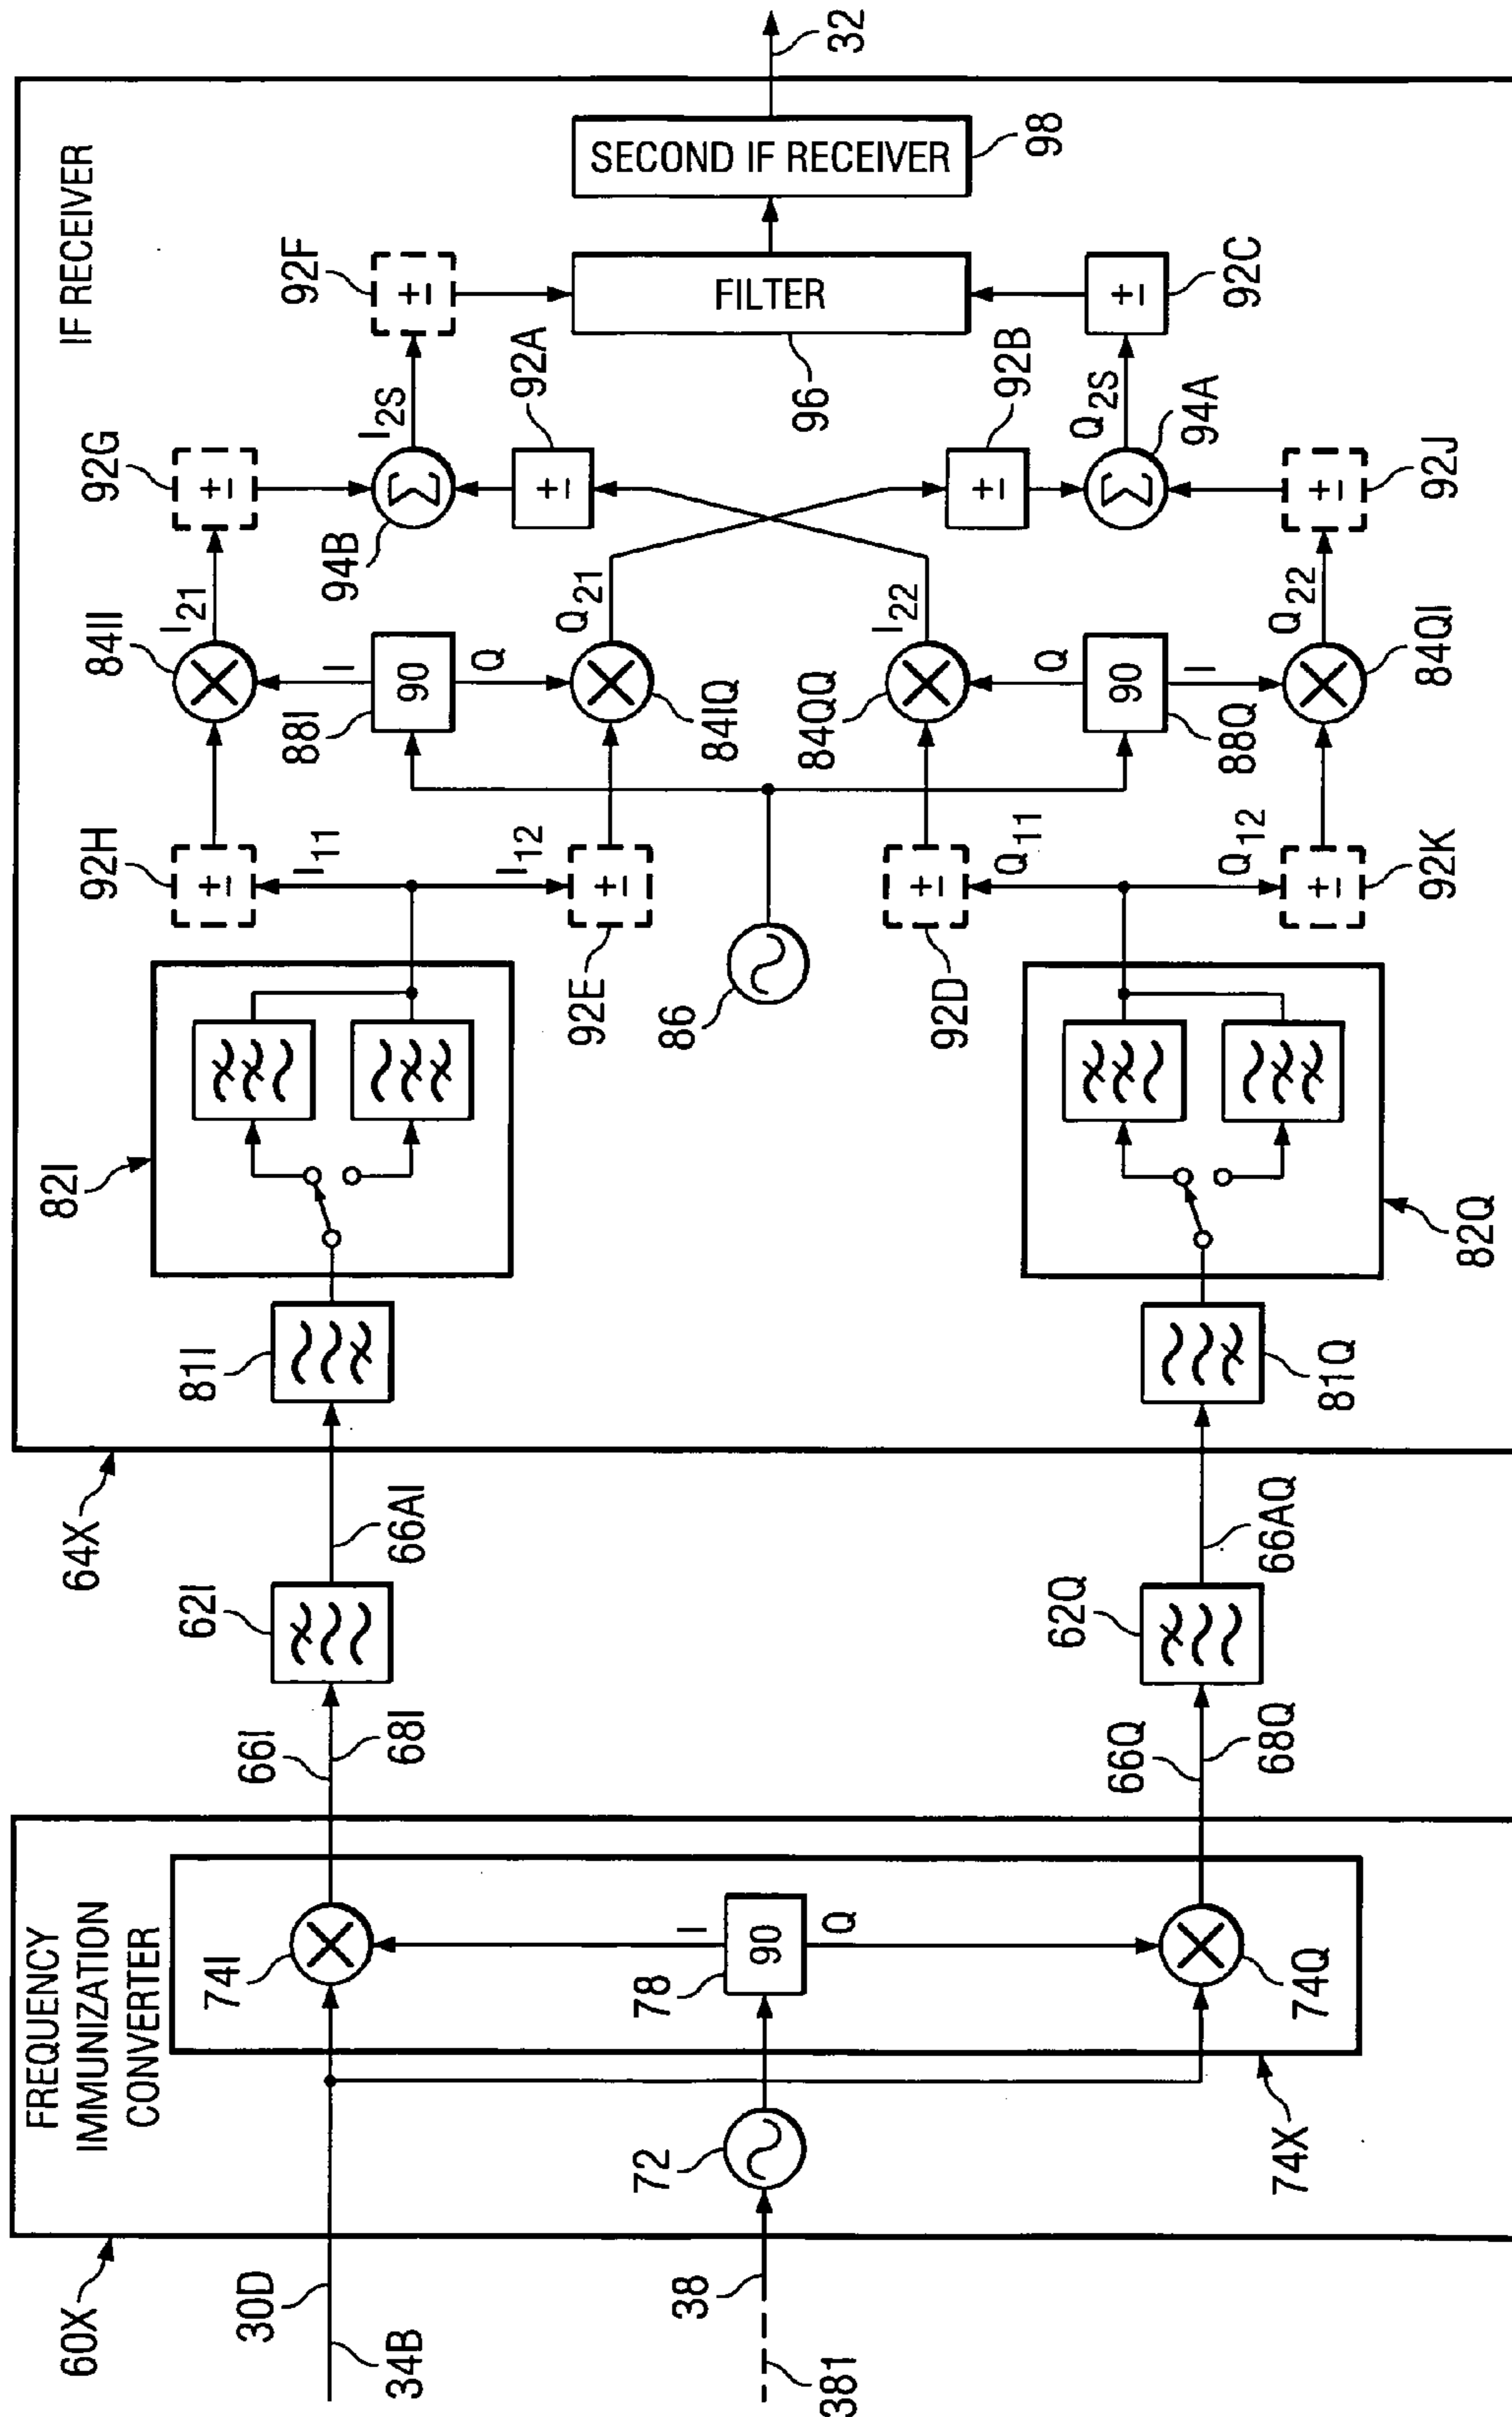 FREQUENCY
IMMUNIZATION
CONVERTER
60X
30D
34B
38
381
72
74I
78
90
I
Q
74Q
74X
66I
68I
66Q
68Q
62I
62Q
66AI
66AQ
64X
IF RECEIVER
81I
81Q
82I
82Q
92H
I11
I12
92E
86
92D
Q11
Q12
92K
±
±
±
±
84II
I
90
88I
Q
84IQ
84QQ
Q
90
88Q
I
84QI
I21
Q21
I22
Q22
92G
±
94B
Σ
±
92A
±
92B
Σ
94A
±
92J
I2S
Q2S
92F
±
FILTER
96
±
92C
SECOND IF RECEIVER
98
32